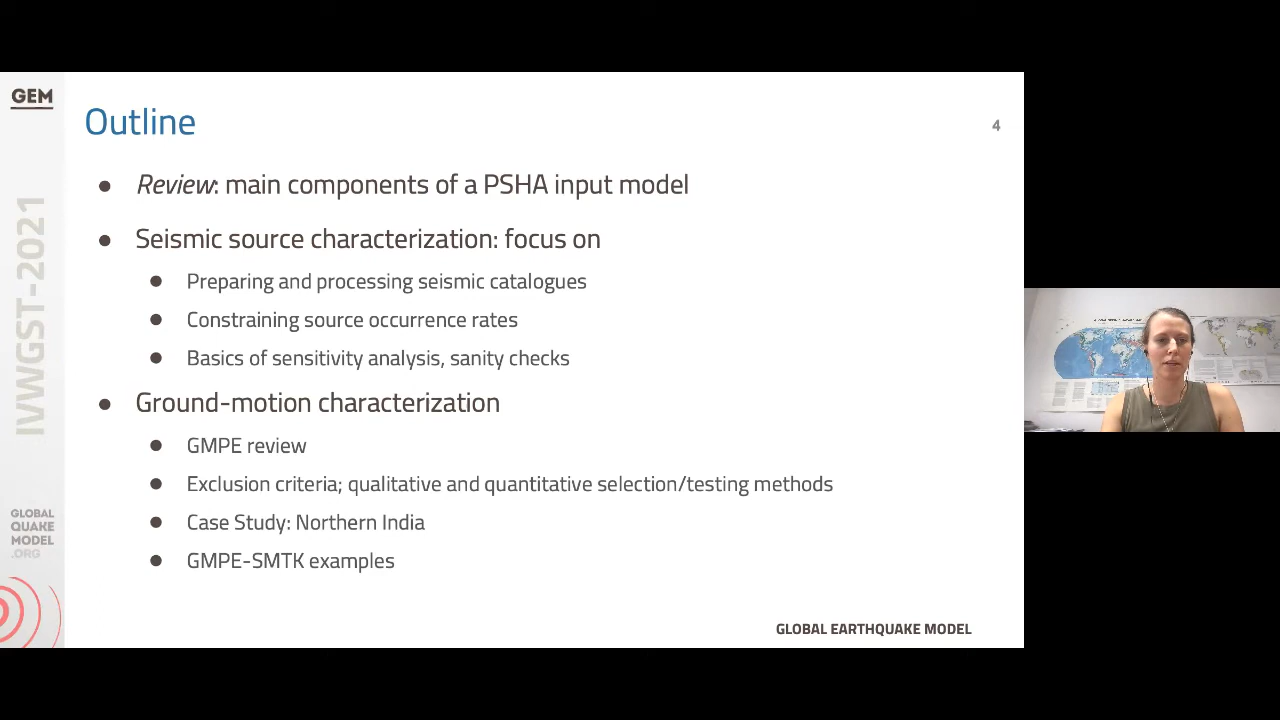 GEM
Outline
4
Review: main components of a PSHA input model
Seismic source characterization: focus on
Preparing and processing seismic catalogues
Constraining source occurrence rates
Basics of sensitivity analysis, sanity checks
Ground-motion characterization
GMPE review
Exclusion criteria; qualitative and quantitative selection/testing methods
Case Study: Northern India
GMPE-SMTK examples
IVWGST-2021
GLOBAL
QUAKE
MODEL
.ORG
GLOBAL EARTHQUAKE MODEL